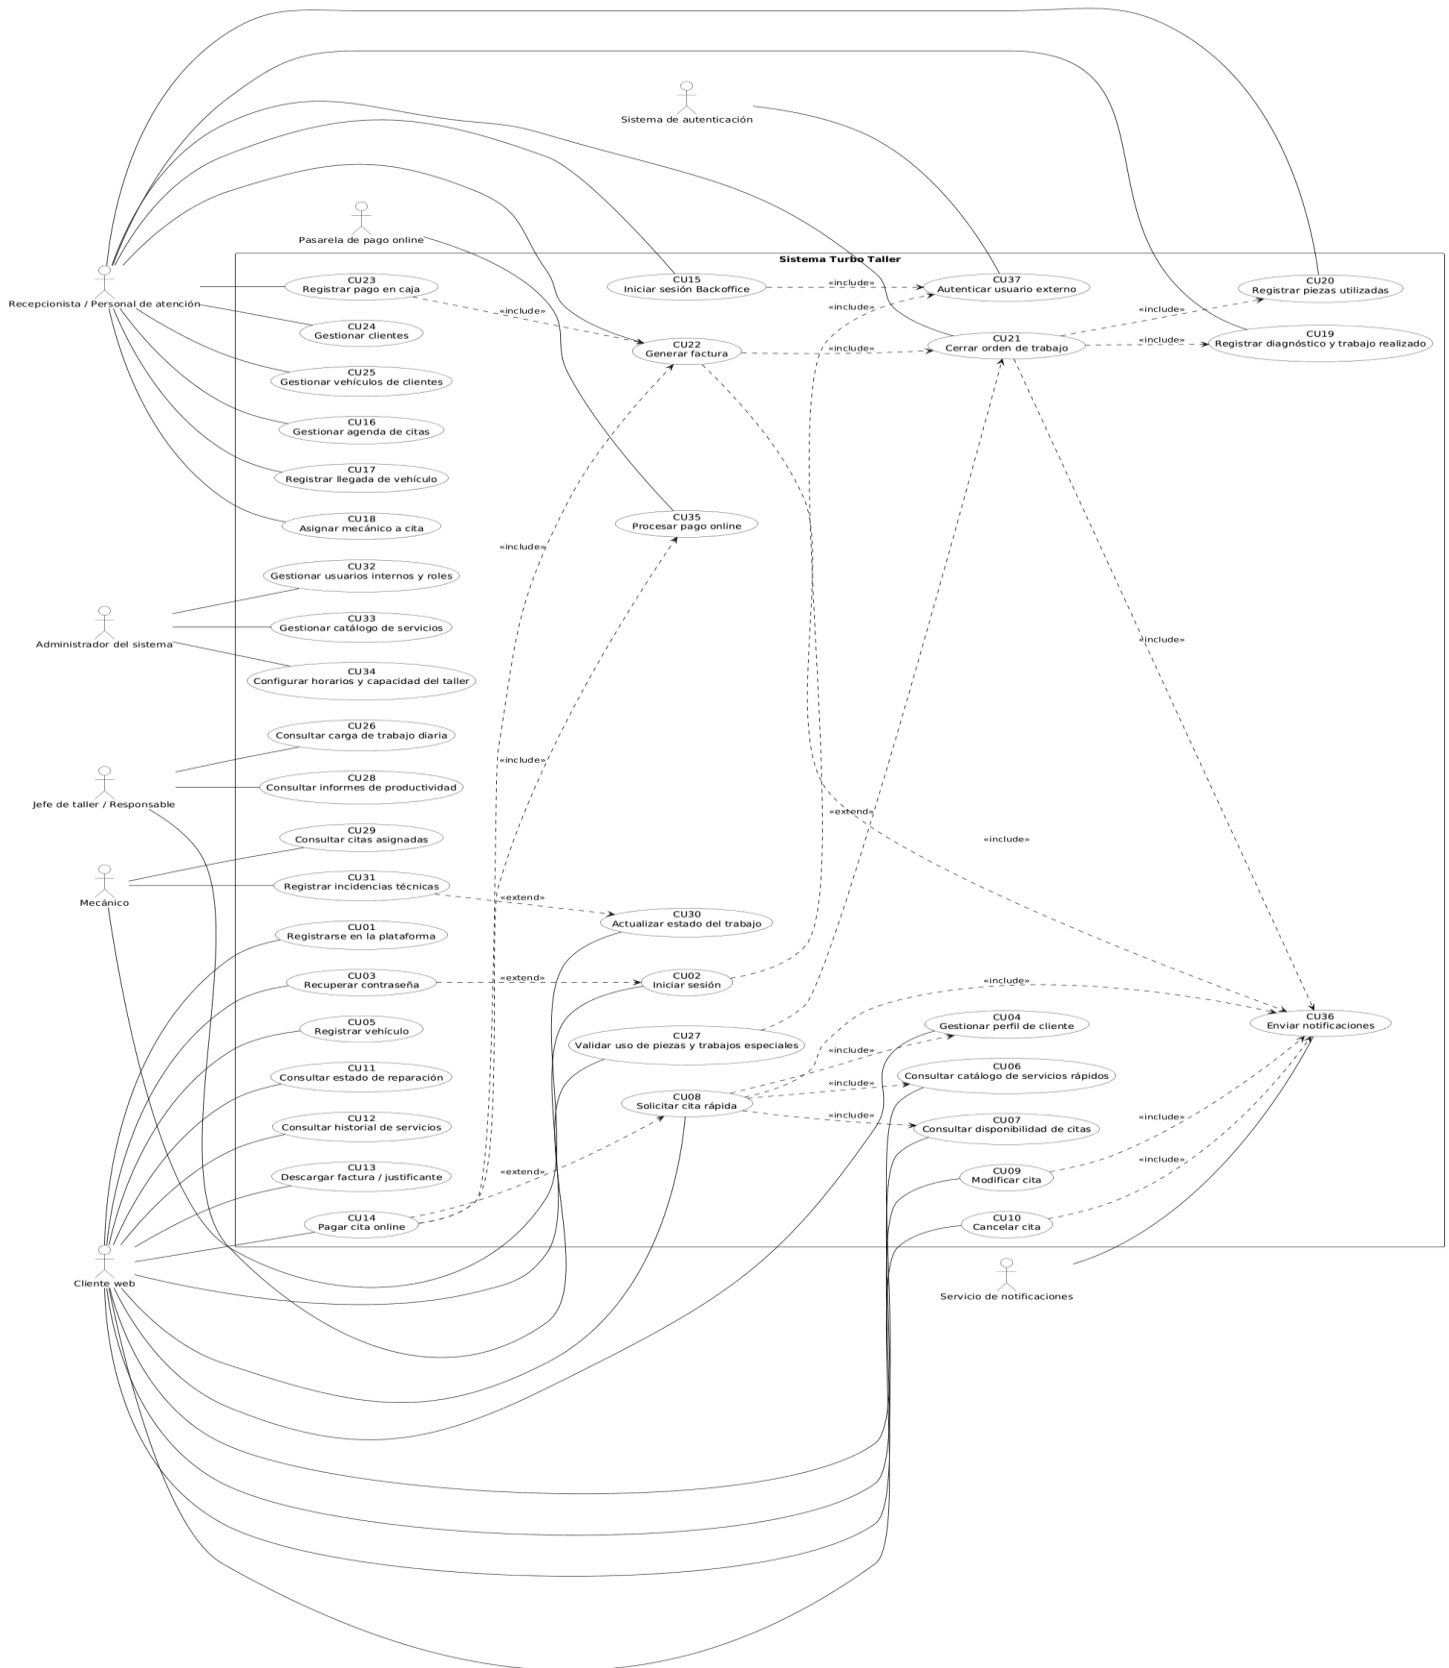 Sistema de autenticación
Pasarela de pago online
Sistema Turbo Taller
Recepcionista / Personal de atención
CU23
Registrar pago en caja
CU15
Iniciar sesión Backoffice
«include»
CU37
Autenticar usuario externo
CU20
Registrar piezas utilizadas
«include»
«include»
«include»
CU24
Gestionar clientes
CU22
Generar factura
«include»
CU21
Cerrar orden de trabajo
«include»
CU19
Registrar diagnóstico y trabajo realizado
CU25
Gestionar vehículos de clientes
CU16
Gestionar agenda de citas
CU17
Registrar llegada de vehículo
CU18
Asignar mecánico a cita
CU35
Procesar pago online
«include»
CU32
Gestionar usuarios internos y roles
Administrador del sistema
CU33
Gestionar catálogo de servicios
«include»
CU34
Configurar horarios y capacidad del taller
CU26
Consultar carga de trabajo diaria
«include»
Jefe de taller / Responsable
CU28
Consultar informes de productividad
«extend»
CU29
Consultar citas asignadas
«include»
Mecánico
CU31
Registrar incidencias técnicas
«extend»
CU30
Actualizar estado del trabajo
CU01
Registrarse en la plataforma
CU03
Recuperar contraseña
«extend»
CU02
Iniciar sesión
«include»
CU05
Registrar vehículo
CU04
Gestionar perfil de cliente
CU36
Enviar notificaciones
CU27
Validar uso de piezas y trabajos especiales
«include»
CU11
Consultar estado de reparación
CU06
Consultar catálogo de servicios rápidos
«include»
CU08
Solicitar cita rápida
«include»
«include»
CU12
Consultar historial de servicios
CU07
Consultar disponibilidad de citas
CU13
Descargar factura / justificante
«extend»
CU09
Modificar cita
«include»
CU14
Pagar cita online
CU10
Cancelar cita
Cliente web
Servicio de notificaciones